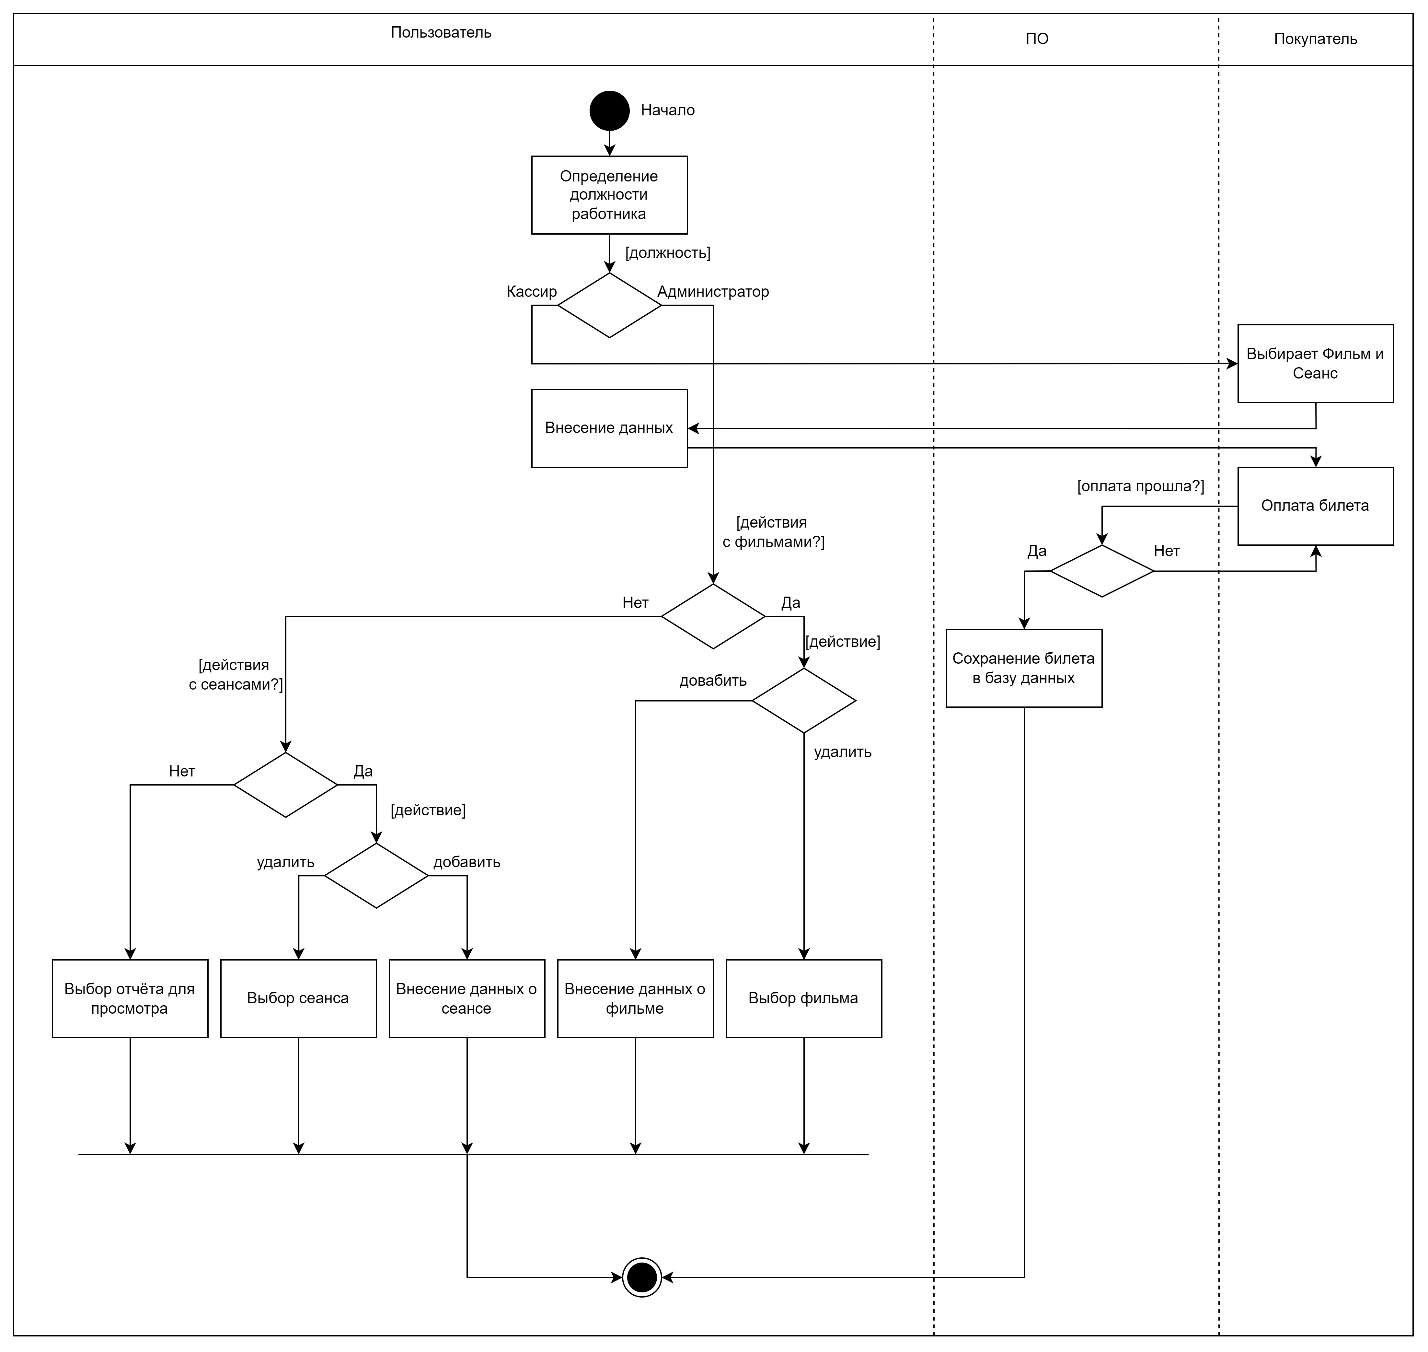 Пользователь
ПО
Покупатель
Начало
Определение
должности
работника
[должность]
Кассир
Администратор
Выбирает Фильм и
Сеанс
Внесение данных
[оплата прошла?]
Оплата билета
[действия
с фильмами?]
Да
Нет
Нет
Да
[действие]
Сохранение билета
в базу данных
[действия
с сеансами?]
довабить
удалить
Нет
Да
[действие]
удалить
добавить
Выбор отчёта для
просмотра
Выбор сеанса
Внесение данных о
сеансе
Внесение данных о
фильме
Выбор фильма